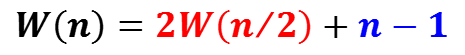 W(n) = 2W(n/2) + n − 1